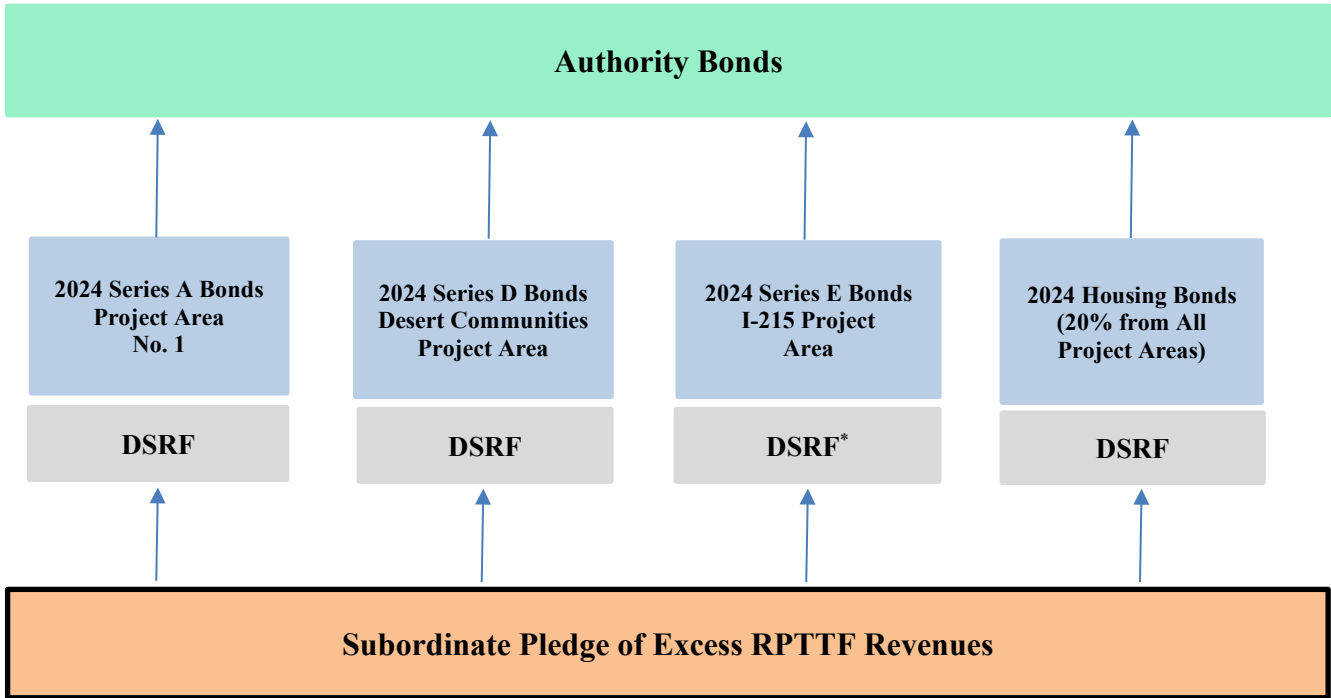 Authority Bonds
2024 Series A Bonds
Project Area
No. 1
2024 Series D Bonds
Desert Communities
Project Area
2024 Series E Bonds
I-215 Project
Area
2024 Housing Bonds
(20% from All
Project Areas)
DSRF
DSRF
DSRF*
DSRF
Subordinate Pledge of Excess RPTTF Revenues